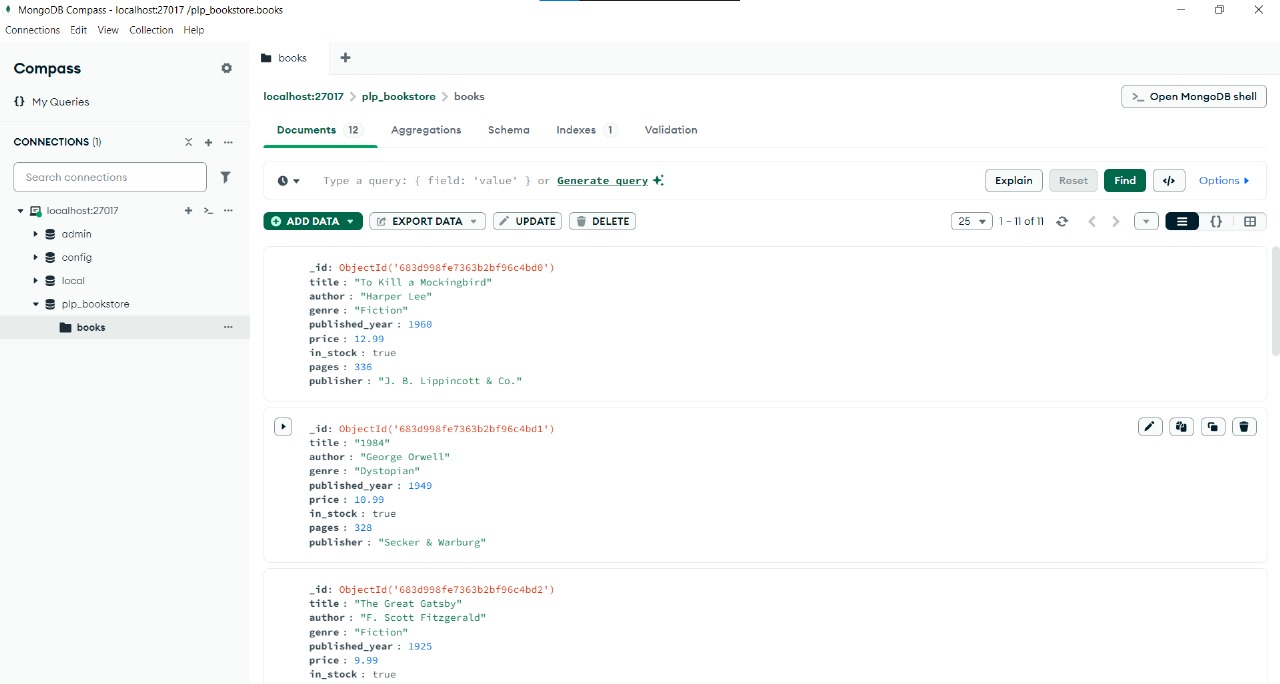 MongoDB Compass - localhost:27017 /plp_bookstore.books
Connections Edit View Collection Help
Compass
{} My Queries
CONNECTIONS (1)
Search connections
localhost:27017
admin
config
local
plp_bookstore
books
books
localhost:27017 > plp_bookstore > books
>_ Open MongoDB shell
Documents 12 Aggregations Schema Indexes 1 Validation
Type a query: { field: 'value' } or Generate query
Explain Reset Find </> Options
ADD DATA EXPORT DATA UPDATE DELETE
25 1 – 11 of 11 {}
_id: ObjectId('683d998fe7363b2bf96c4bd0')
title : "To Kill a Mockingbird"
author : "Harper Lee"
genre : "Fiction"
published_year : 1960
price : 12.99
in_stock : true
pages : 336
publisher : "J. B. Lippincott & Co."
_id: ObjectId('683d998fe7363b2bf96c4bd1')
title : "1984"
author : "George Orwell"
genre : "Dystopian"
published_year : 1949
price : 10.99
in_stock : true
pages : 328
publisher : "Secker & Warburg"
_id: ObjectId('683d998fe7363b2bf96c4bd2')
title : "The Great Gatsby"
author : "F. Scott Fitzgerald"
genre : "Fiction"
published_year : 1925
price : 9.99
in_stock : true